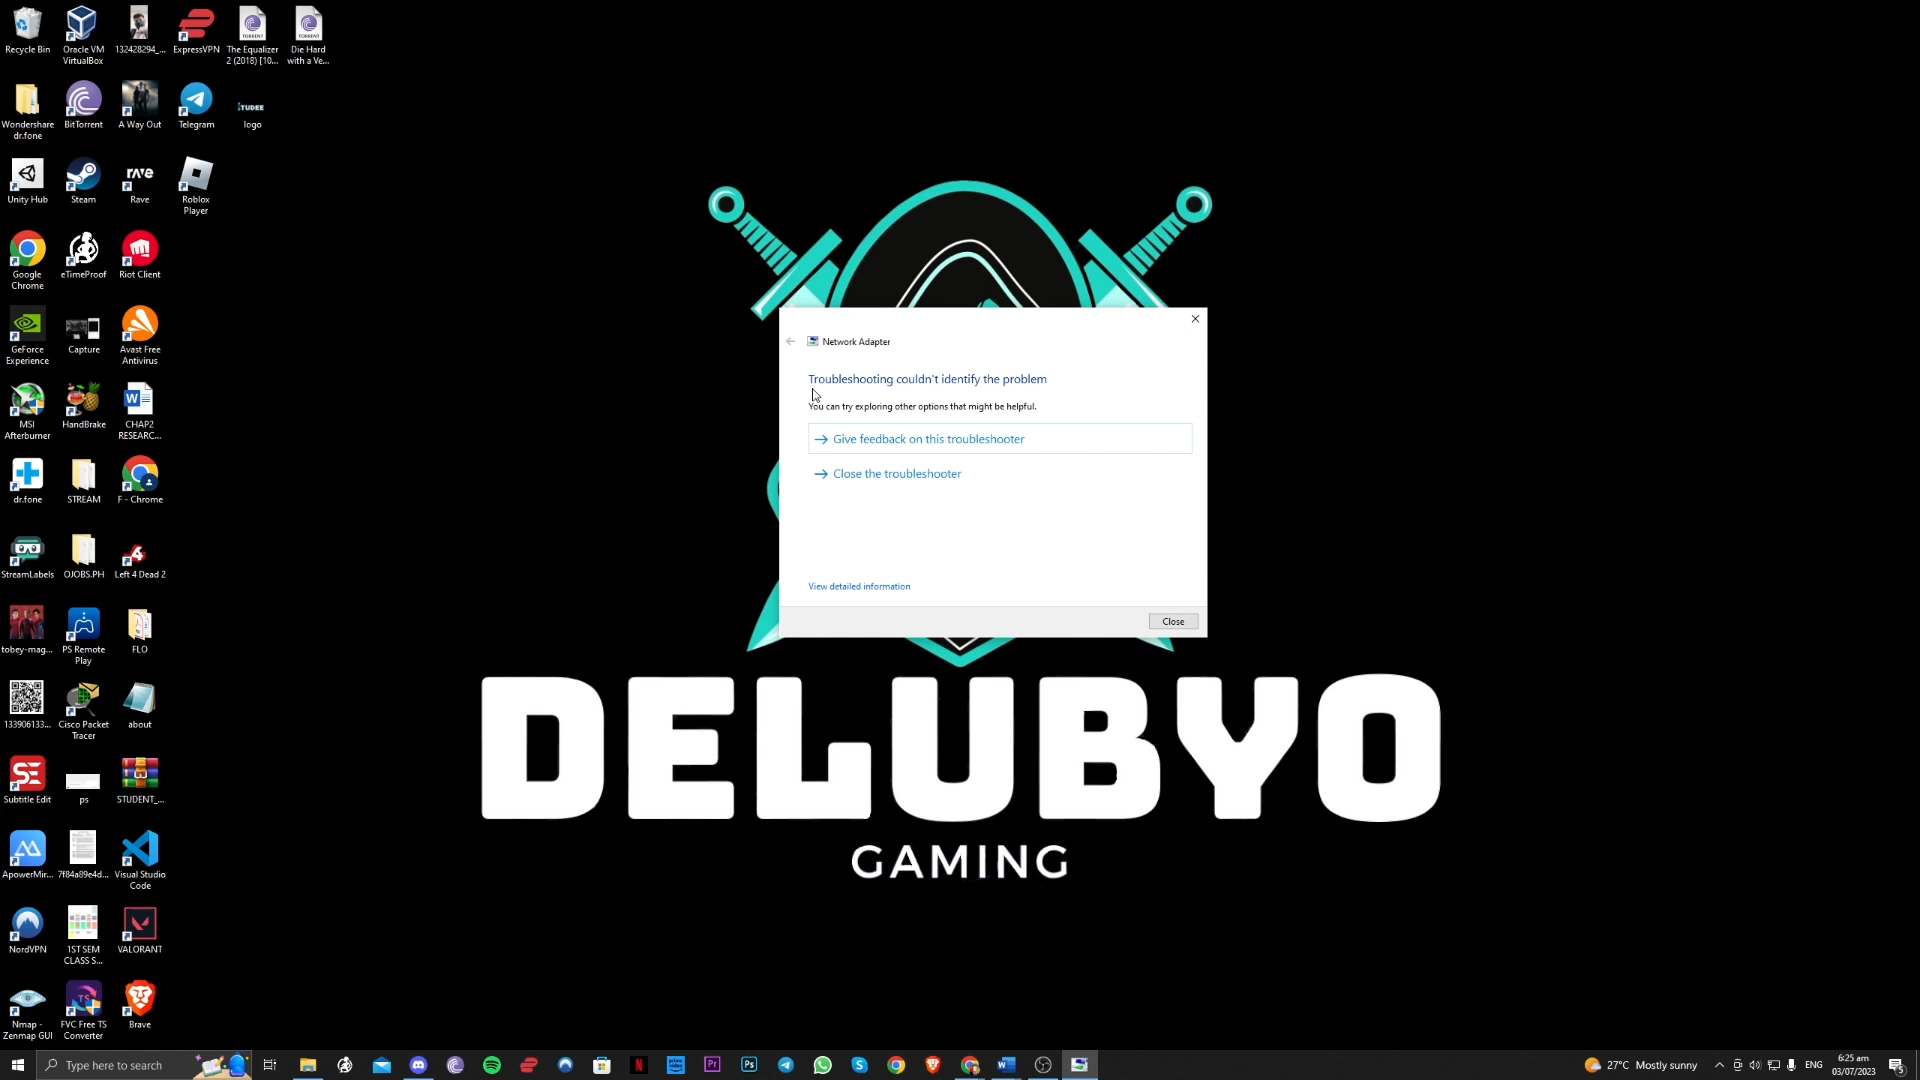 Recycle Bin
Oracle VM
VirtualBox
132428294_...
ExpressVPN
The Equalizer
2 (2018) [10...
Die Hard
with a Ve...
Wondershare
dr.fone
BitTorrent
A Way Out
Telegram
iTUDEE
logo
Unity Hub
Steam
rave
Rave
Roblox
Player
Google
Chrome
eTimeProof
Riot Client
GeForce
Experience
Capture
Avast Free
Antivirus
MSI
Afterburner
HandBrake
CHAP2
RESEARC...
dr.fone
STREAM
F - Chrome
StreamLabels
OJOBS.PH
Left 4 Dead 2
tobey-mag...
PS Remote
Play
FLO
133906133...
Cisco Packet
Tracer
about
SE
Subtitle Edit
ps
STUDENT_...
ApowerMir...
7f84a89e4d...
Visual Studio
Code
NordVPN
1ST SEM
CLASS S...
VALORANT
Nmap -
Zenmap GUI
FVC Free TS
Converter
Brave
Network Adapter
Troubleshooting couldn't identify the problem
You can try exploring other options that might be helpful.
Give feedback on this troubleshooter
Close the troubleshooter
View detailed information
Close
DELUBYO
GAMING
Type here to search
27°C Mostly sunny
ENG
6:25 am
03/07/2023